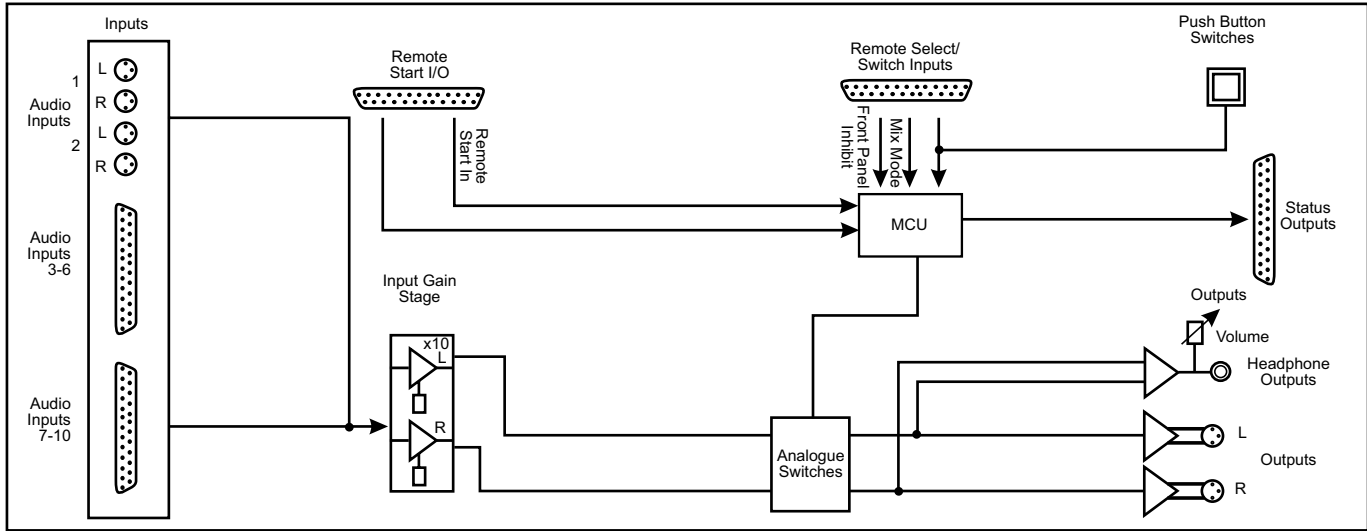 Inputs
1
L
Audio
Inputs
R
L
2
R
Audio
Inputs
3-6
Audio
Inputs
7-10
Remote
Start I/O
Remote
Start In
Input Gain
Stage
x10
L
R
Remote Select/
Switch Inputs
Front Panel
Inhibit
Mix Mode
MCU
Analogue
Switches
Push Button
Switches
Status
Outputs
Outputs
Volume
Headphone
Outputs
L
Outputs
R